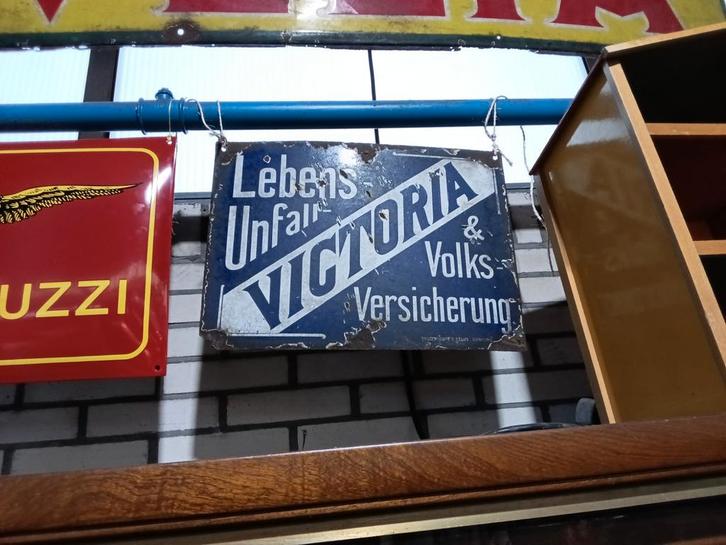 UZZI
Lebens
Unfall-
VICTORIA
&
Volks-
Versicherung